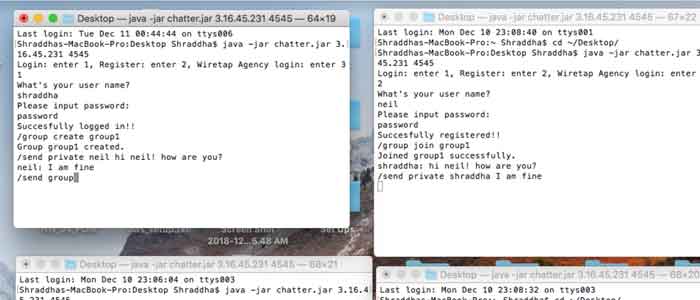 Desktop — java -jar chatter.jar 3.16.45.231 4545 — 64×19
Last login: Tue Dec 11 00:44:44 on ttys006
Shraddhas-MacBook-Pro:Desktop Shraddha$ java -jar chatter.jar 3.
16.45.231 4545
Login: enter 1, Register: enter 2, Wiretap Agency login: enter 3
1
What's your user name?
shraddha
Please input password:
password
Succesfully logged in!!
/group create group1
Group group1 created.
/send private neil hi neil! how are you?
neil: I am fine
/send group
Desktop — java -jar chatter.jar 3.16.45.231 4545 — 67×22
Last login: Mon Dec 10 23:08:40 on ttys001
Shraddhas-MacBook-Pro:~ Shraddha$ cd ~/Desktop/
Shraddhas-MacBook-Pro:Desktop Shraddha$ java -jar chatter.jar 3.
45.231 4545
Login: enter 1, Register: enter 2, Wiretap Agency login: enter
2
What's your user name?
neil
Please input password:
password
Succesfully registered!!
/group join group1
Joined group1 successfully.
shraddha: hi neil! how are you?
/send private shraddha I am fine
Screen Shot
2018-12...5.48 AM
Set Ups
Desktop — java -jar chatter.jar 3.16.45.231 4545 — 68×21
Last login: Mon Dec 10 23:06:04 on ttys003
Shraddhas-MacBook-Pro:Desktop Shraddha$ java -jar chatter.jar 3.16.4
5.231 4545
Desktop — java -jar chatter.jar 3.16.45.231 4545
Last login: Mon Dec 10 23:08:32 on ttys003
Shraddhas-MacBook-Pro:~ Shraddha$ cd ~/Desktop/